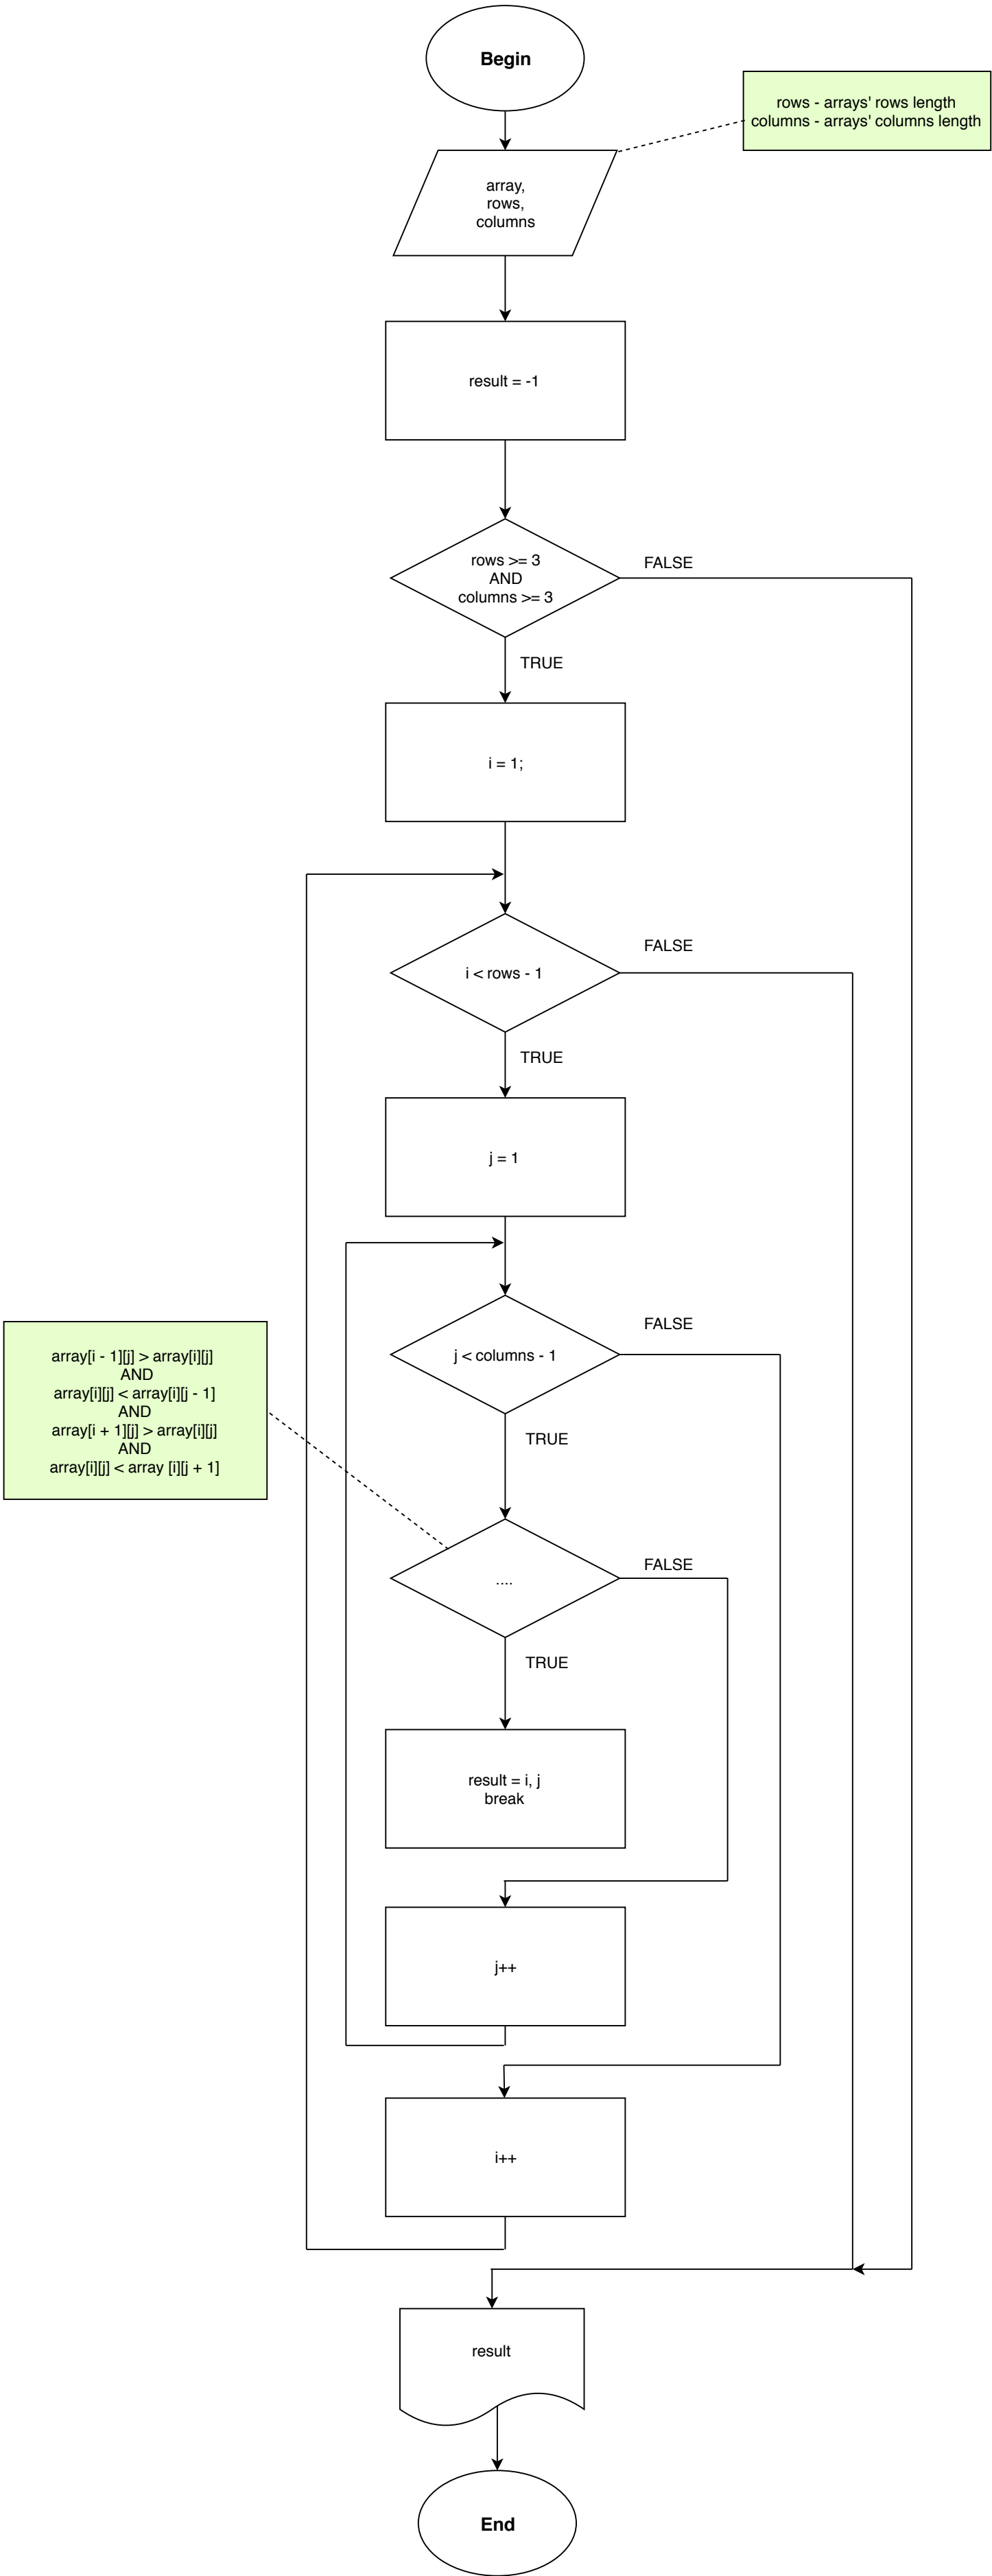 Begin
rows - arrays' rows length
columns - arrays' columns length
array,
rows,
columns
result = -1
rows >= 3
AND
columns >= 3
FALSE
TRUE
i = 1;
i < rows - 1
FALSE
TRUE
j = 1
j < columns - 1
FALSE
TRUE
array[i - 1][j] > array[i][j]
AND
array[i][j] < array[i][j - 1]
AND
array[i + 1][j] > array[i][j]
AND
array[i][j] < array [i][j + 1]
....
FALSE
TRUE
result = i, j
break
j++
i++
result
End